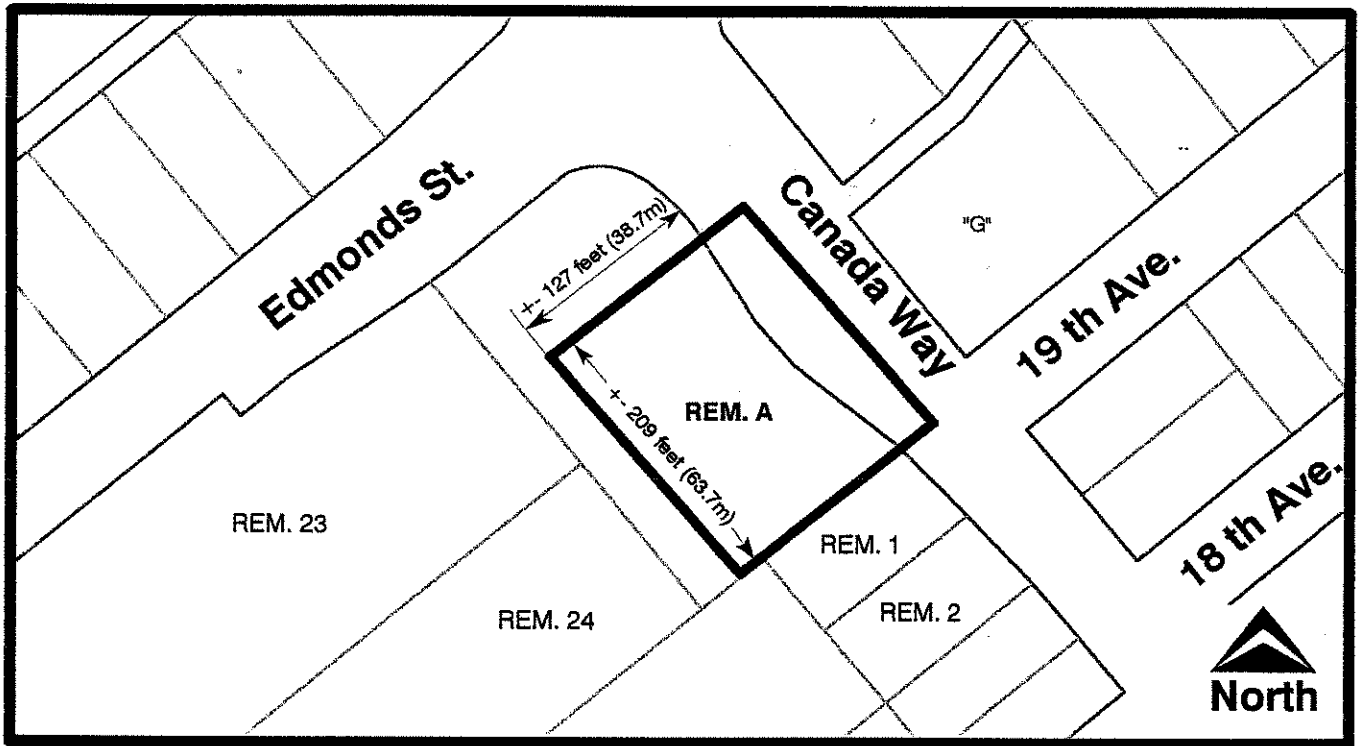 Edmonds St.
+- 127 feet (38.7m)
Canada Way
"G"
19 th Ave.
REM. A
+- 209 feet (63.7m)
18 th Ave.
REM. 23
REM. 1
REM. 24
REM. 2
North